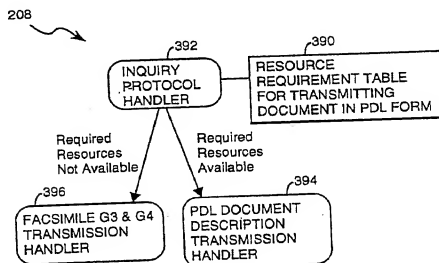 208
392
INQUIRY
PROTOCOL
HANDLER
390
RESOURCE
REQUIREMENT TABLE
FOR TRANSMITTING
DOCUMENT IN PDL FORM
Required
Resources
Not Available
Required
Resources
Available
396
FACSIMILE G3 & G4
TRANSMISSION
HANDLER
394
PDL DOCUMENT
DESCRIPTION
TRANSMISSION
HANDLER